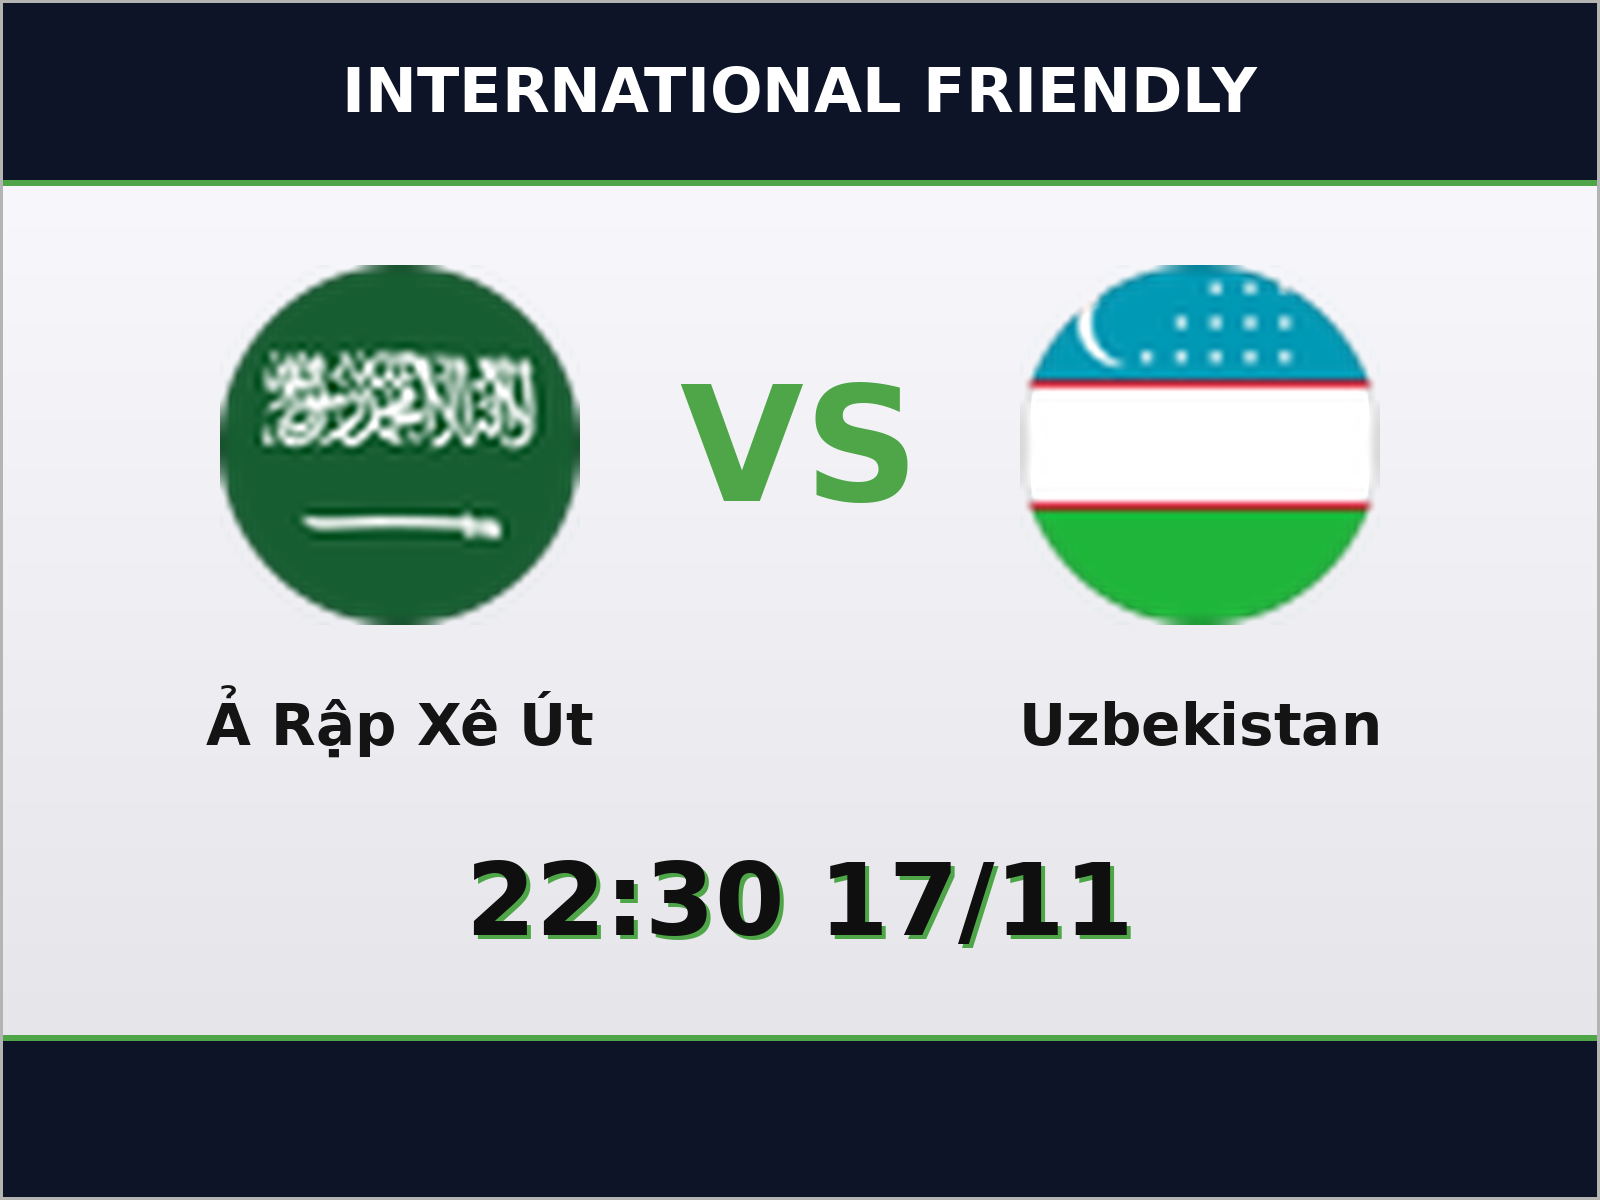 INTERNATIONAL FRIENDLY
VS
Ả Rập Xê Út
Uzbekistan
22:30 17/11